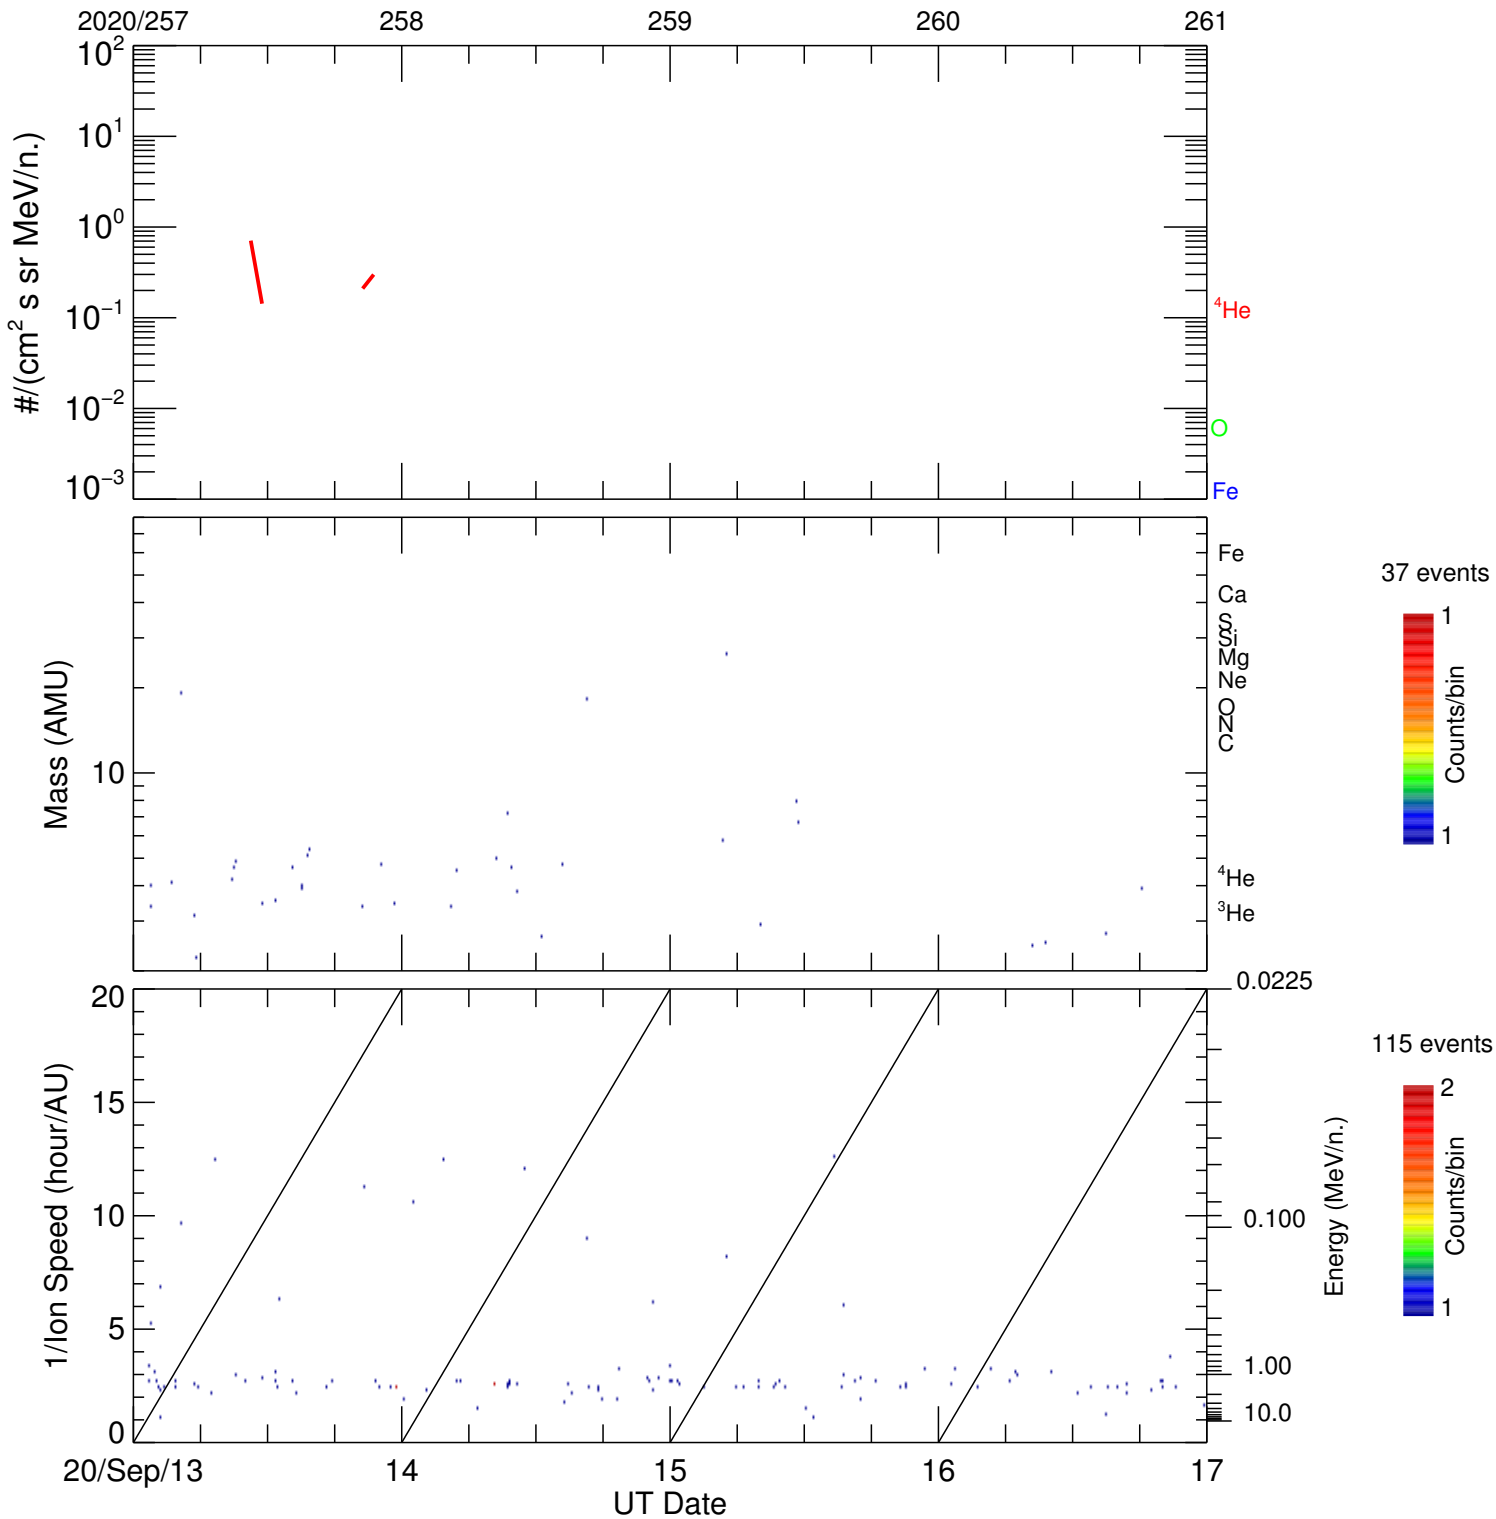 2020/257 258 259 260 261
10^2
10^1
10^0
10^-1
10^-2
10^-3
#/(cm^2 s sr MeV/n.)
^4He
O
Fe
Mass (AMU)
10
Fe
Ca
S
Si
Mg
Ne
O
N
C
^4He
^3He
37 events
1
Counts/bin
1
1/Ion Speed (hour/AU)
20
15
10
5
0
0.0225
0.100
1.00
10.0
Energy (MeV/n.)
115 events
2
Counts/bin
1
20/Sep/13 14 15 16 17
UT Date